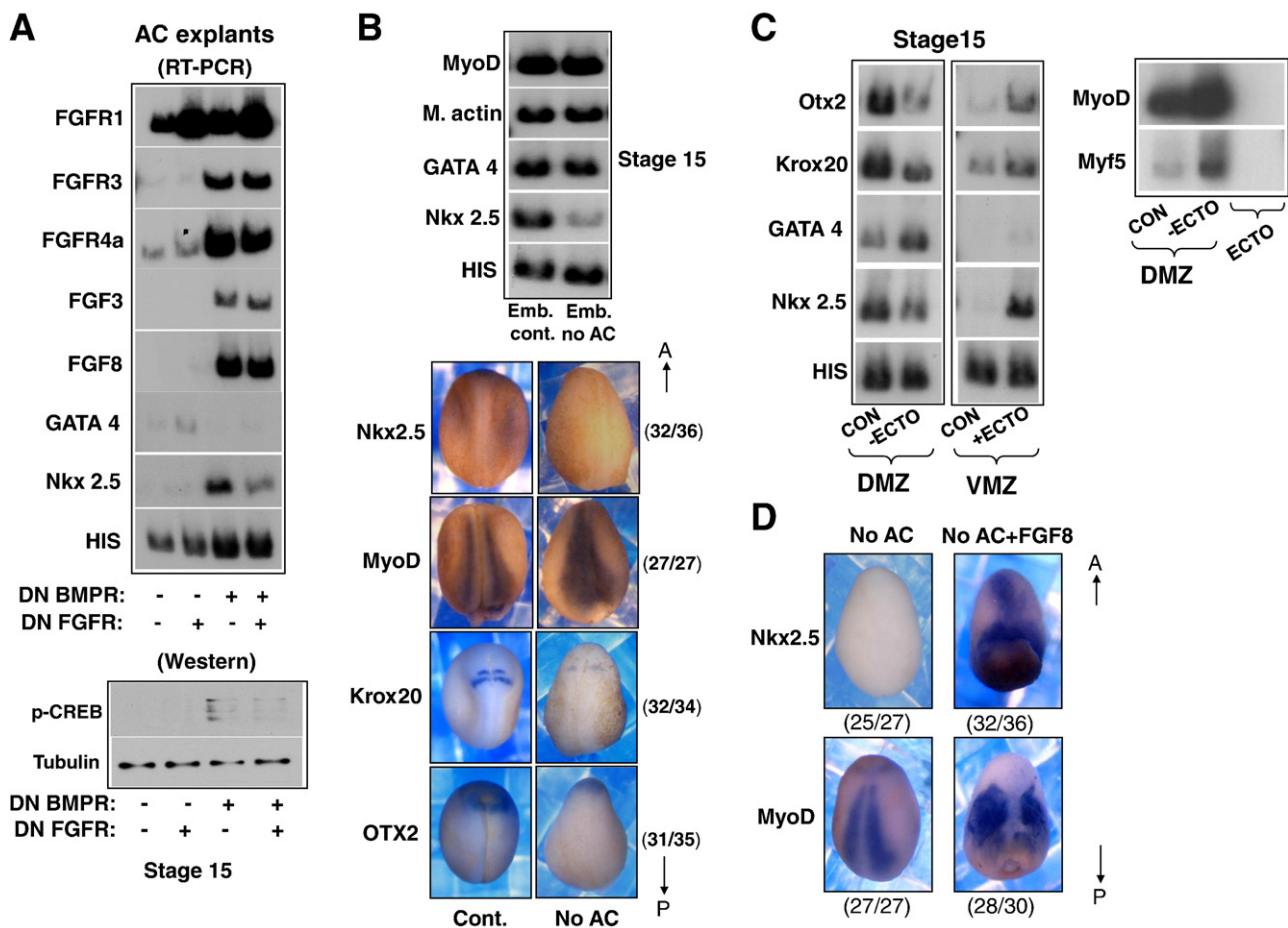 A
AC explants
(RT-PCR)
FGFR1
FGFR3
FGFR4a
FGF3
FGF8
GATA 4
Nkx 2.5
HIS
DN BMPR: - - + +
DN FGFR: - + - +
(Western)
p-CREB
Tubulin
DN BMPR: - - + +
DN FGFR: - + - +
Stage 15
B
MyoD
M. actin
GATA 4
Nkx 2.5
HIS
Stage 15
Emb. Emb.
cont. no AC
A
Nkx2.5
(32/36)
MyoD
(27/27)
Krox20
(32/34)
OTX2
(31/35)
P
Cont. No AC
C
Stage15
Otx2
Krox20
GATA 4
Nkx 2.5
HIS
CON
-ECTO
DMZ
CON
+ECTO
VMZ
MyoD
Myf5
CON
-ECTO
ECTO
DMZ
D
No AC No AC+FGF8
A
Nkx2.5
(25/27) (32/36)
MyoD
P
(27/27) (28/30)